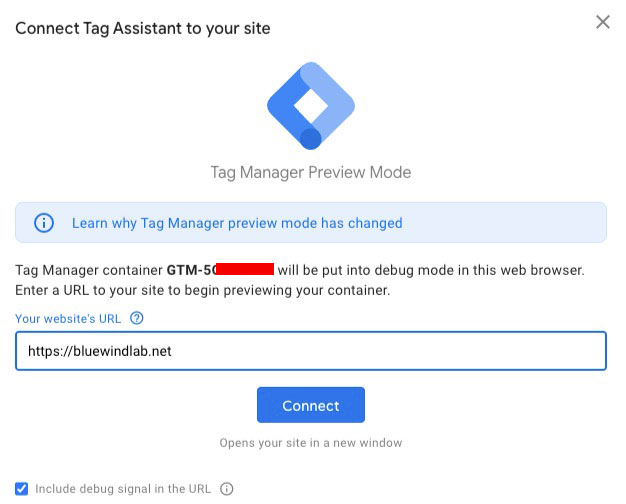 Connect Tag Assistant to your site
Tag Manager Preview Mode
Learn why Tag Manager preview mode has changed
Tag Manager container GTM-5 will be put into debug mode in this web browser.
Enter a URL to your site to begin previewing your container.
Your website's URL
https://bluewindlab.net
Connect
Opens your site in a new window
Include debug signal in the URL